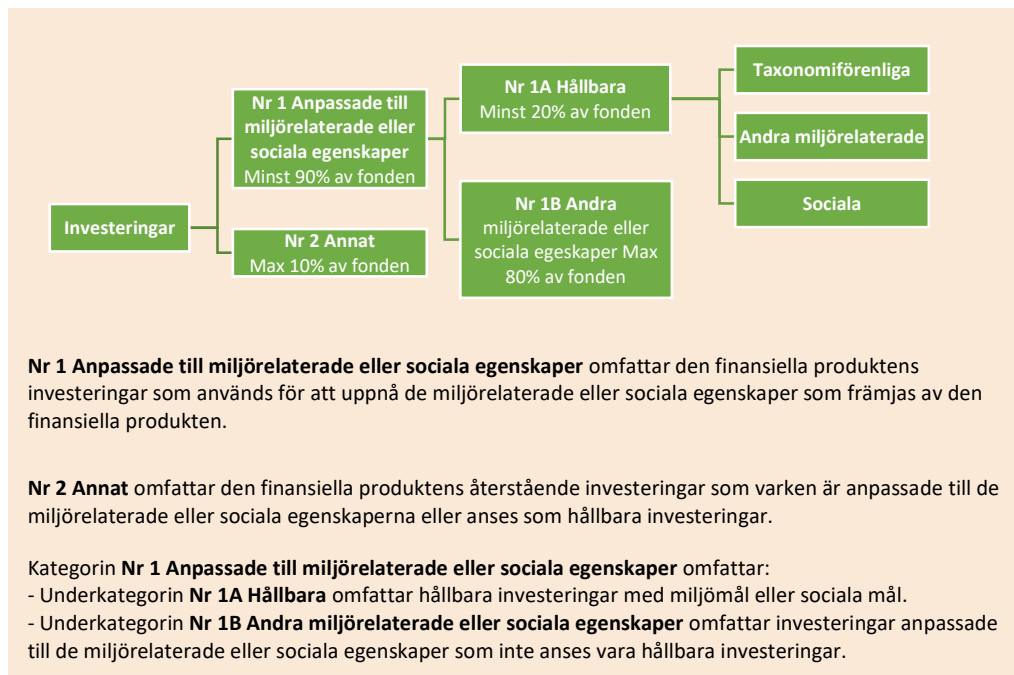 Investeringar
Nr 1 Anpassade till
miljörelaterade eller
sociala egenskaper
Minst 90% av fonden
Nr 2 Annat
Max 10% av fonden
Nr 1A Hållbara
Minst 20% av fonden
Nr 1B Andra
miljörelaterade eller
sociala egeskaper Max
80% av fonden
Taxonomiförenliga
Andra miljörelaterade
Sociala
Nr 1 Anpassade till miljörelaterade eller sociala egenskaper omfattar den finansiella produktens
investeringar som används för att uppnå de miljörelaterade eller sociala egenskaper som främjas av den
finansiella produkten.
Nr 2 Annat omfattar den finansiella produktens återstående investeringar som varken är anpassade till de
miljörelaterade eller sociala egenskaperna eller anses som hållbara investeringar.
Kategorin Nr 1 Anpassade till miljörelaterade eller sociala egenskaper omfattar:
- Underkategorin Nr 1A Hållbara omfattar hållbara investeringar med miljömål eller sociala mål.
- Underkategorin Nr 1B Andra miljörelaterade eller sociala egenskaper omfattar investeringar anpassade
till de miljörelaterade eller sociala egenskaper som inte anses vara hållbara investeringar.